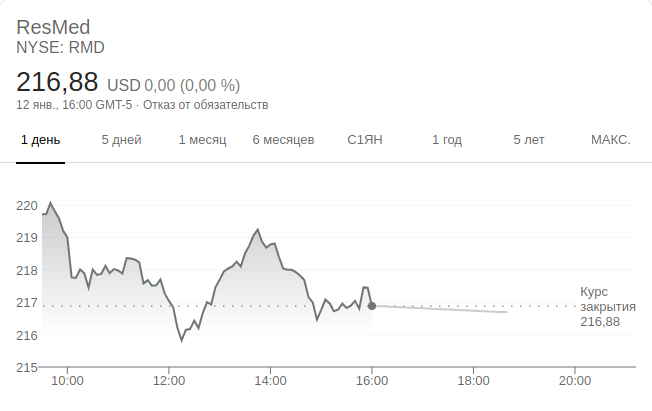 ResMed
NYSE: RMD
216,88 USD 0,00 (0,00 %)
12 янв., 16:00 GMT-5 · Отказ от обязательств
1 день 5 дней 1 месяц 6 месяцев С1ЯН 1 год 5 лет МАКС.
220
219
218
217
216
215
Курс
закрытия
216,88
10:00 12:00 14:00 16:00 18:00 20:00